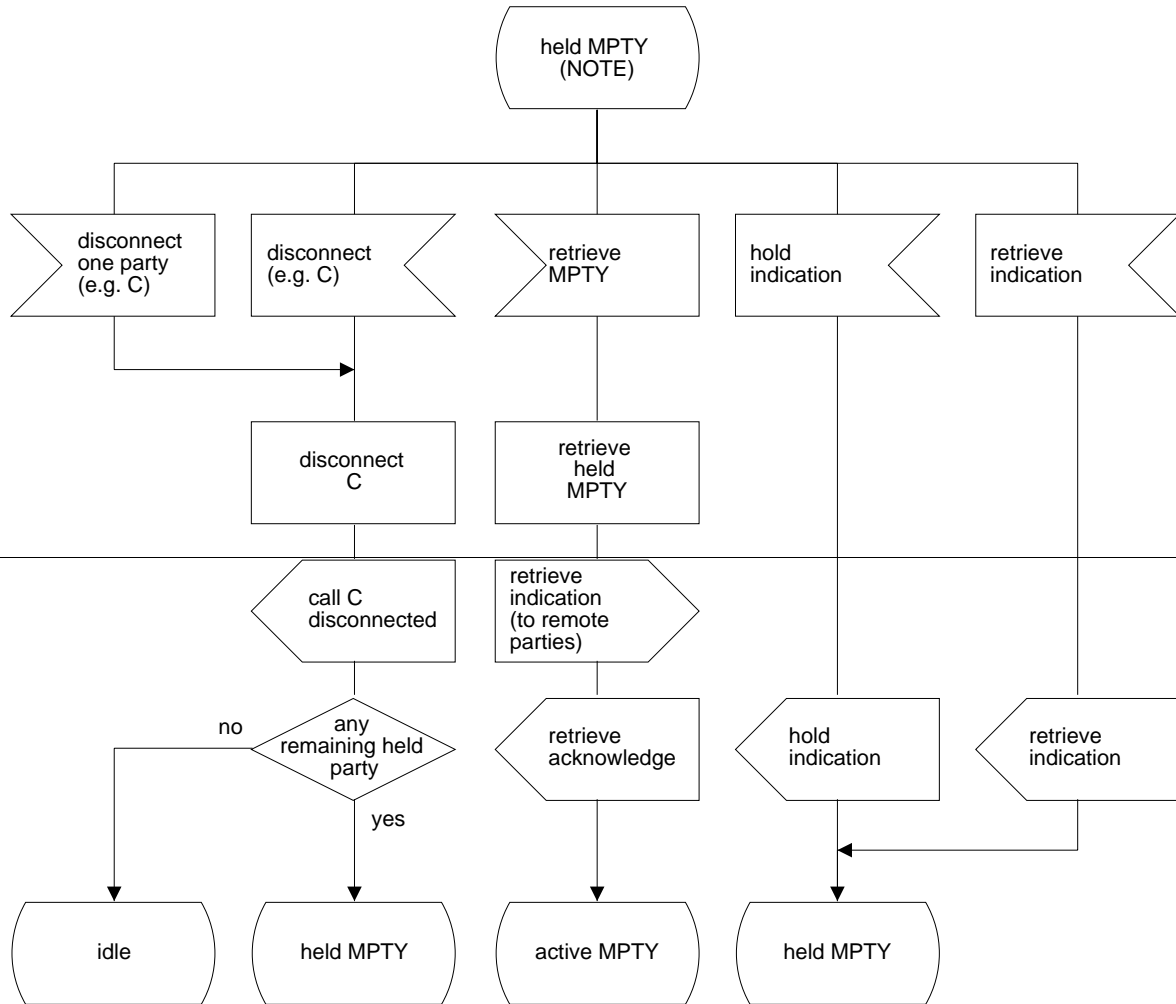 held MPTY
(NOTE)
disconnect
one party
(e.g. C)
disconnect
(e.g. C)
retrieve
MPTY
hold
indication
retrieve
indication
disconnect
C
retrieve
held
MPTY
call C
disconnected
retrieve
indication
(to remote
parties)
no
any
remaining held
party
yes
retrieve
acknowledge
hold
indication
retrieve
indication
idle
held MPTY
active MPTY
held MPTY